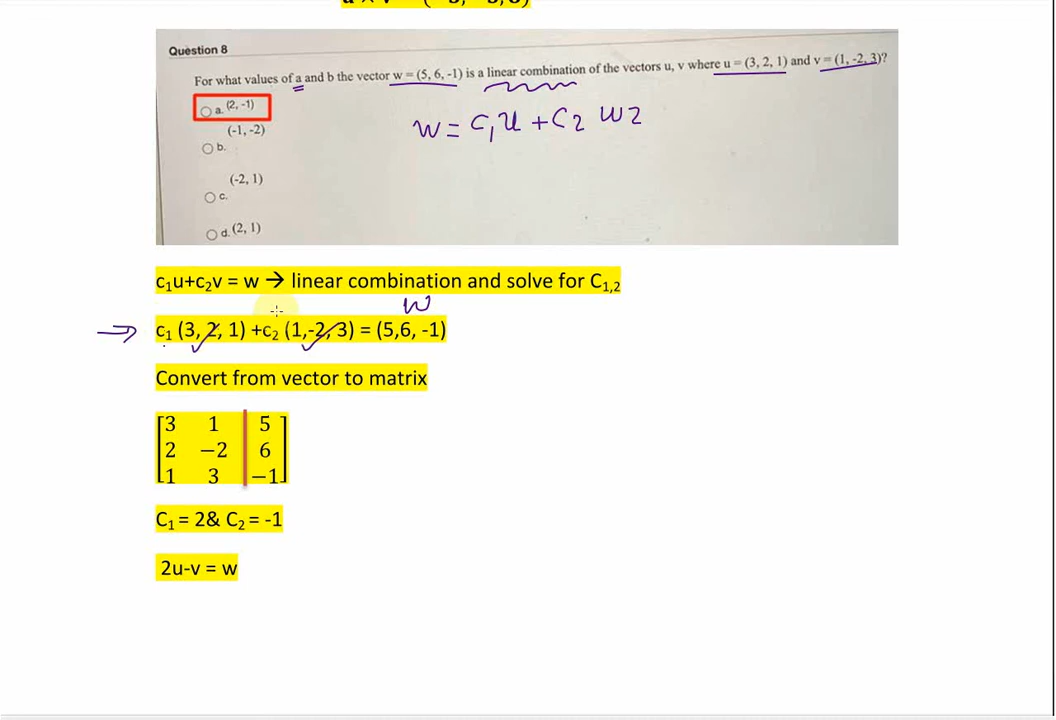 Question 8
For what values of a and b the vector w = (5, 6, -1) is a linear combination of the vectors u, v where u = (3, 2, 1) and v = (1, -2, 3)?
a. (2, -1)
(-1, -2)
b.
(-2, 1)
c.
d. (2, 1)
w = c₁u + c₂ w2
c₁u+c₂v = w → linear combination and solve for C₁,₂
w
c₁ (3, 2, 1) +c₂ (1,-2, 3) = (5,6, -1)
Convert from vector to matrix
3 1 5
2 −2 6
1 3 −1
C₁ = 2& C₂ = -1
2u-v = w